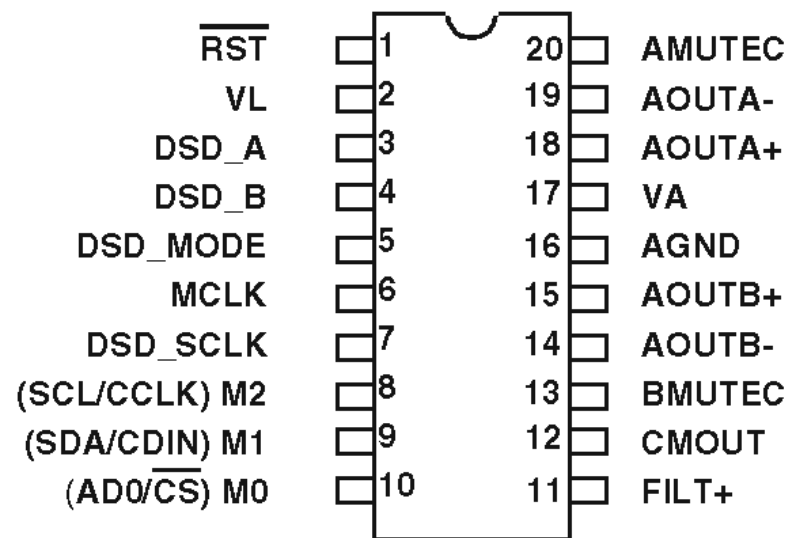 R̅S̅T̅ 1 20 AMUTEC
VL 2 19 AOUTA-
DSD_A 3 18 AOUTA+
DSD_B 4 17 VA
DSD_MODE 5 16 AGND
MCLK 6 15 AOUTB+
DSD_SCLK 7 14 AOUTB-
(SCL/CCLK) M2 8 13 BMUTEC
(SDA/CDIN) M1 9 12 CMOUT
(AD0/C̅S̅) M0 10 11 FILT+